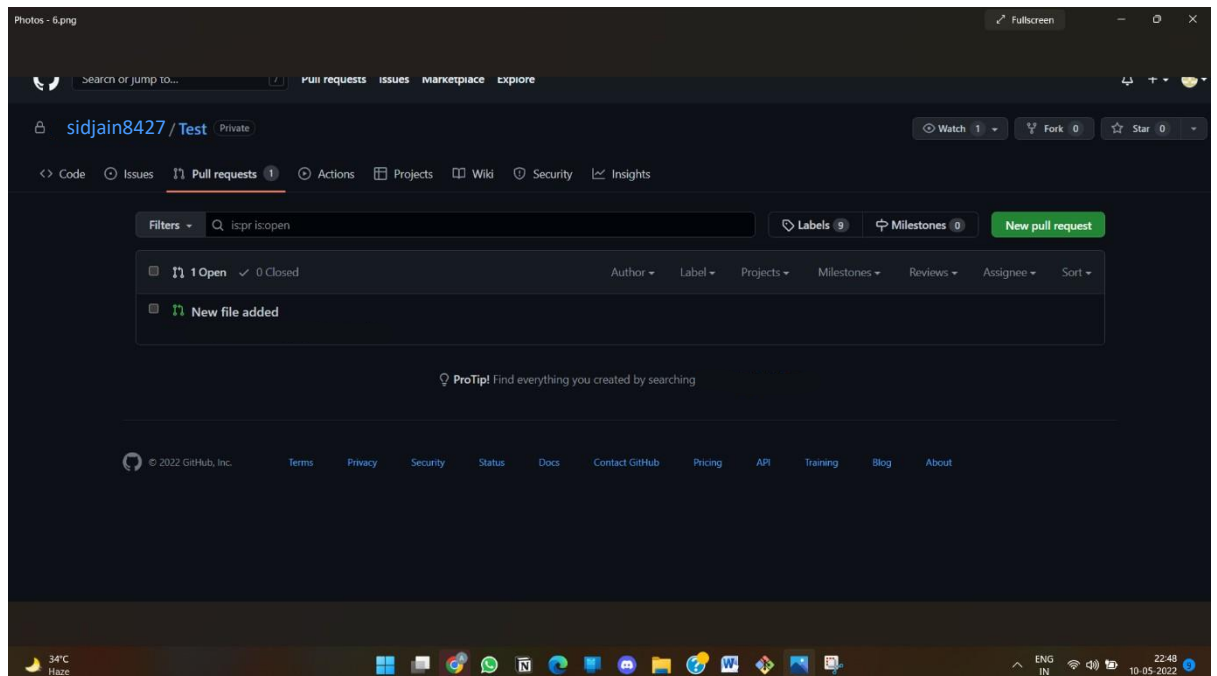 Photos - 6.png
Fullscreen
Search or jump to... /
Pull requests Issues Marketplace Explore
sidjain8427 / Test Private
Watch 1 Fork 0 Star 0
<> Code Issues Pull requests 1 Actions Projects Wiki Security Insights
Filters is:pr is:open Labels 9 Milestones 0 New pull request
1 Open 0 Closed Author Label Projects Milestones Reviews Assignee Sort
New file added
ProTip! Find everything you created by searching
© 2022 GitHub, Inc. Terms Privacy Security Status Docs Contact GitHub Pricing API Training Blog About
34°C
Haze
ENG
IN
22:48
10-05-2022